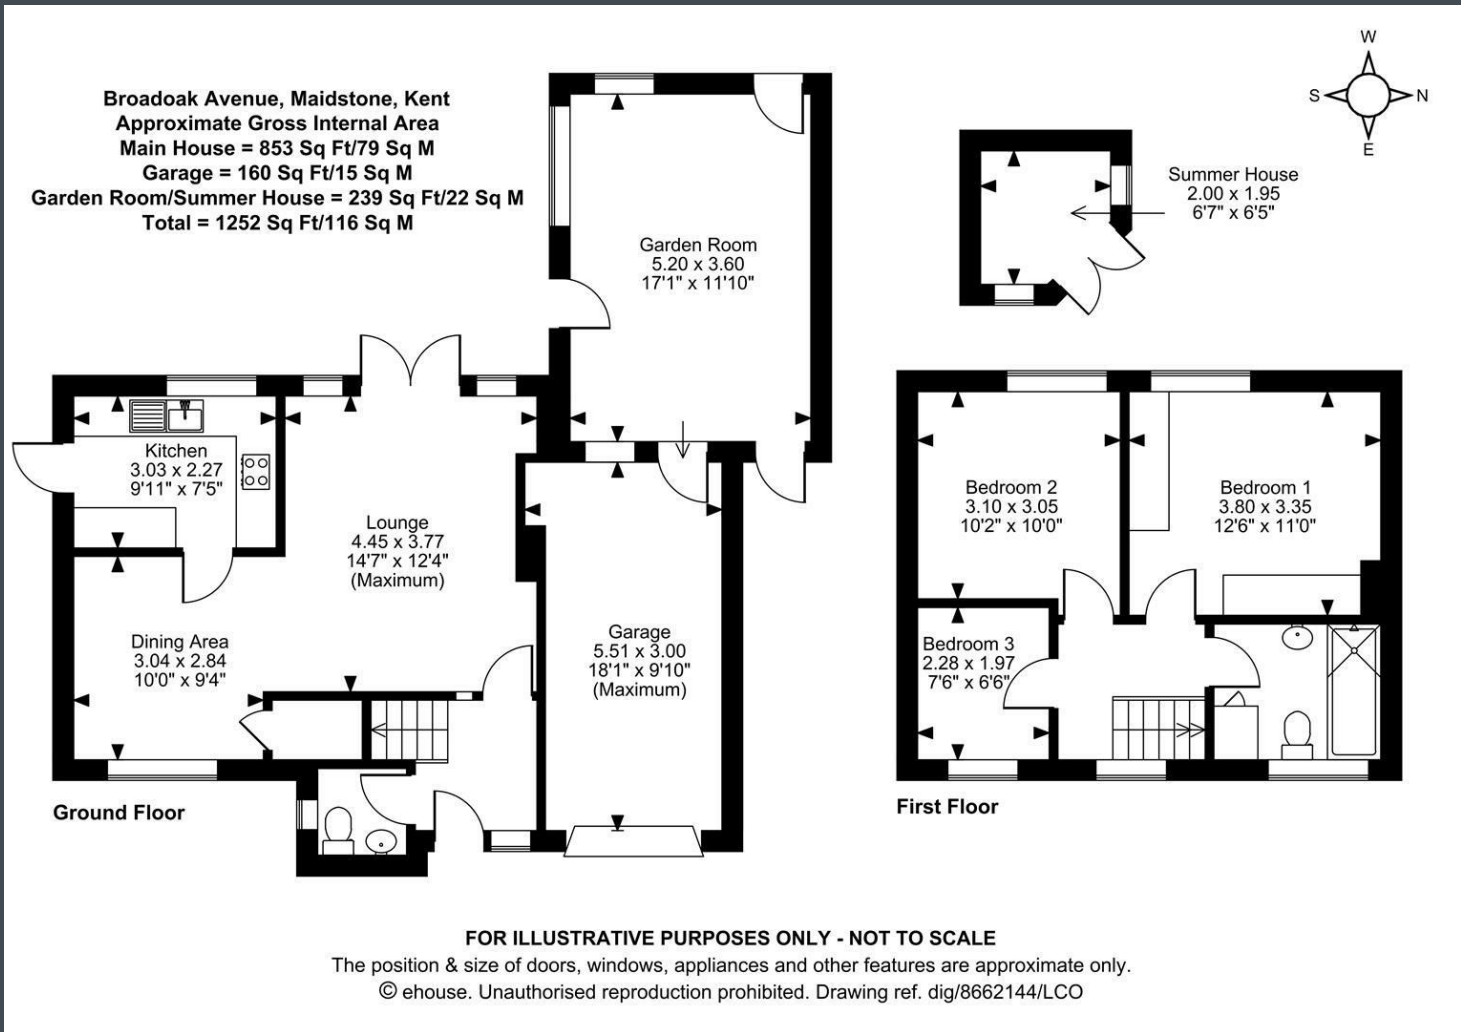 Broadoak Avenue, Maidstone, Kent
Approximate Gross Internal Area
Main House = 853 Sq Ft/79 Sq M
Garage = 160 Sq Ft/15 Sq M
Garden Room/Summer House = 239 Sq Ft/22 Sq M
Total = 1252 Sq Ft/116 Sq M
W
S
N
E
Summer House
2.00 x 1.95
6'7" x 6'5"
Garden Room
5.20 x 3.60
17'1" x 11'10"
Kitchen
3.03 x 2.27
9'11" x 7'5"
Lounge
4.45 x 3.77
14'7" x 12'4"
(Maximum)
Dining Area
3.04 x 2.84
10'0" x 9'4"
Garage
5.51 x 3.00
18'1" x 9'10"
(Maximum)
Bedroom 2
3.10 x 3.05
10'2" x 10'0"
Bedroom 1
3.80 x 3.35
12'6" x 11'0"
Bedroom 3
2.28 x 1.97
7'6" x 6'6"
Ground Floor
First Floor
FOR ILLUSTRATIVE PURPOSES ONLY - NOT TO SCALE
The position & size of doors, windows, appliances and other features are approximate only.
© ehouse. Unauthorised reproduction prohibited. Drawing ref. dig/8662144/LCO